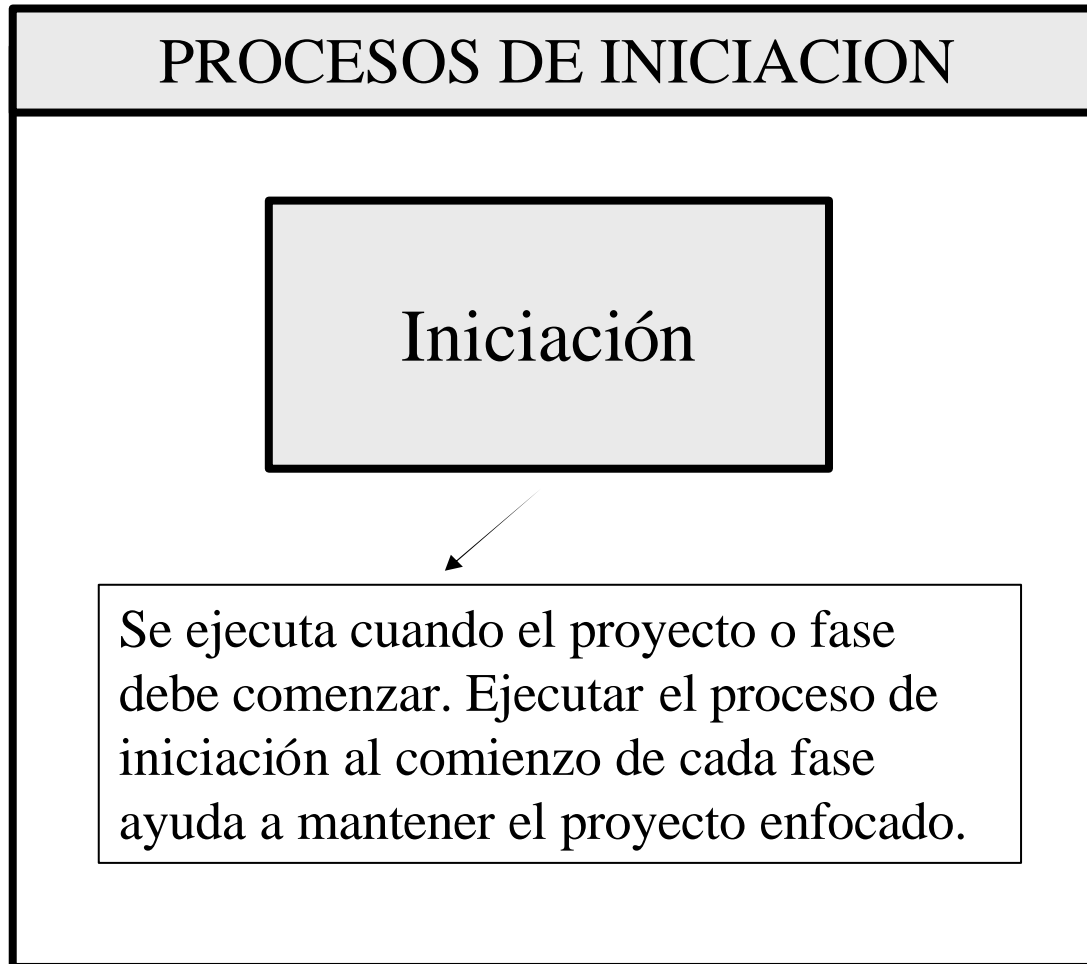 PROCESOS DE INICIACION
Iniciación
Se ejecuta cuando el proyecto o fase
debe comenzar. Ejecutar el proceso de
iniciación al comienzo de cada fase
ayuda a mantener el proyecto enfocado.